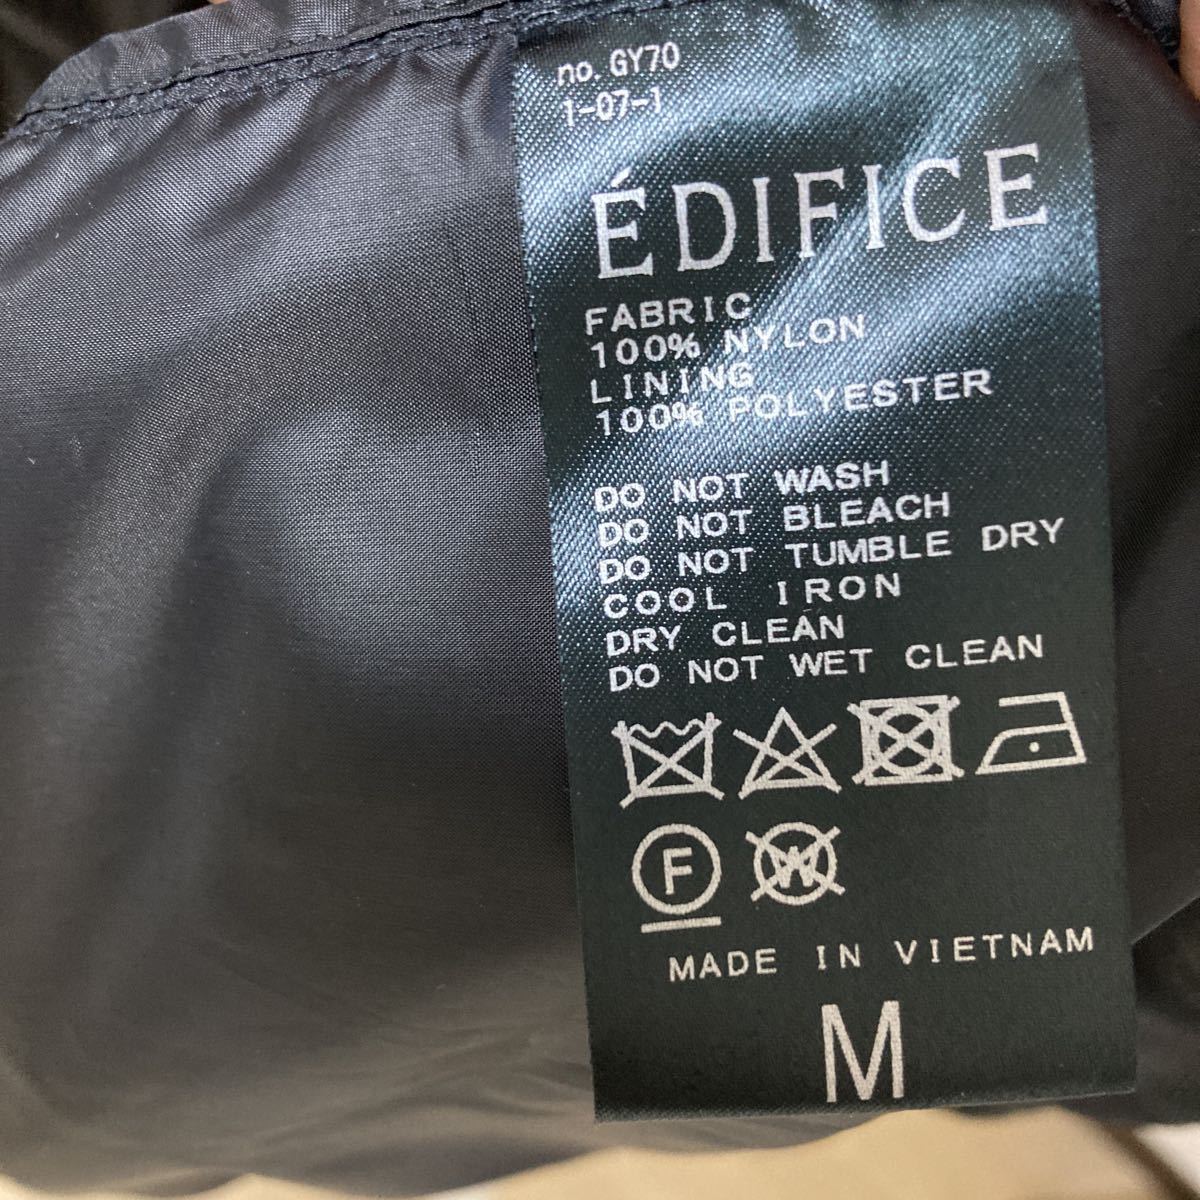 no. GY70
1-07-1
ÉDIFICE
FABRIC
100% NYLON
LINING
100% POLYESTER
DO NOT WASH
DO NOT BLEACH
DO NOT TUMBLE DRY
COOL IRON
DRY CLEAN
DO NOT WET CLEAN
F W
MADE IN VIETNAM
M